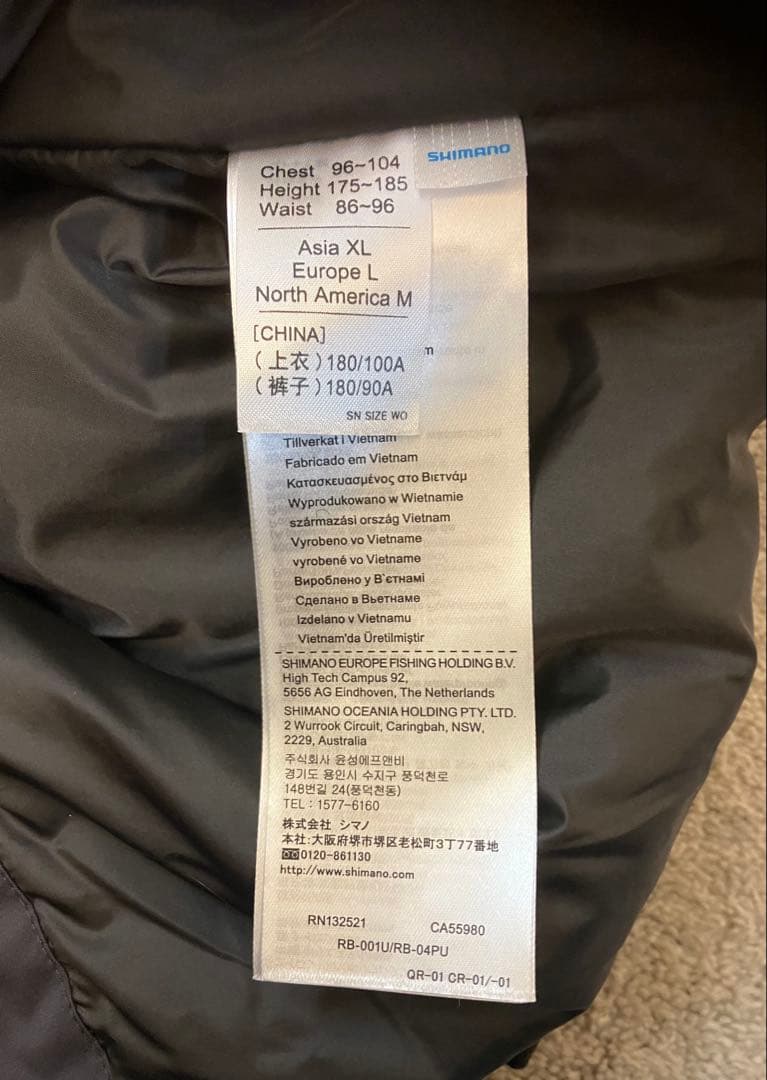 SHIMANO
Chest 96~104
Height 175~185
Waist 86~96
Asia XL
Europe L
North America M
[CHINA]
(上衣)180/100A
(裤子)180/90A
SN SIZE WO
Tillverkat i Vietnam
Fabricado em Vietnam
Κατασκευασμένος στο Βιετνάμ
Wyprodukowano w Wietnamie
származási ország Vietnam
Vyrobeno vo Vietname
vyrobené vo Vietname
Вироблено у В`єтнамі
Сделано в Вьетнаме
Izdelano v Vietnamu
Vietnam'da Üretilmiştir
SHIMANO EUROPE FISHING HOLDING B.V.
High Tech Campus 92,
5656 AG Eindhoven, The Netherlands
SHIMANO OCEANIA HOLDING PTY. LTD.
2 Wurrook Circuit, Caringbah, NSW,
2229, Australia
주식회사 윤성에프앤비
경기도 용인시 수지구 풍덕천로
148번길 24(풍덕천동)
TEL : 1577-6160
株式会社 シマノ
本社:大阪府堺市堺区老松町3丁77番地
0120-861130
http://www.shimano.com
RN132521 CA55980
RB-001U/RB-04PU
QR-01 CR-01/-01